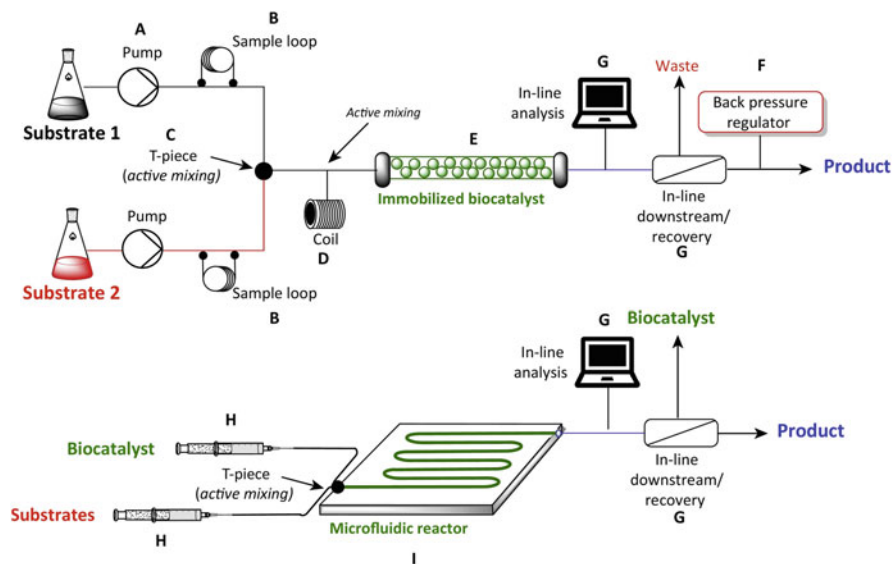 A
Pump
B
Sample loop
Substrate 1
C
T-piece
(active mixing)
Active mixing
E
Immobilized biocatalyst
Coil
D
Pump
Substrate 2
Sample loop
B
G
In-line
analysis
Waste
F
Back pressure
regulator
Product
In-line
downstream/
recovery
G
H
Biocatalyst
T-piece
(active mixing)
Substrates
H
Microfluidic reactor
I
G
In-line
analysis
Biocatalyst
Product
In-line
downstream/
recovery
G